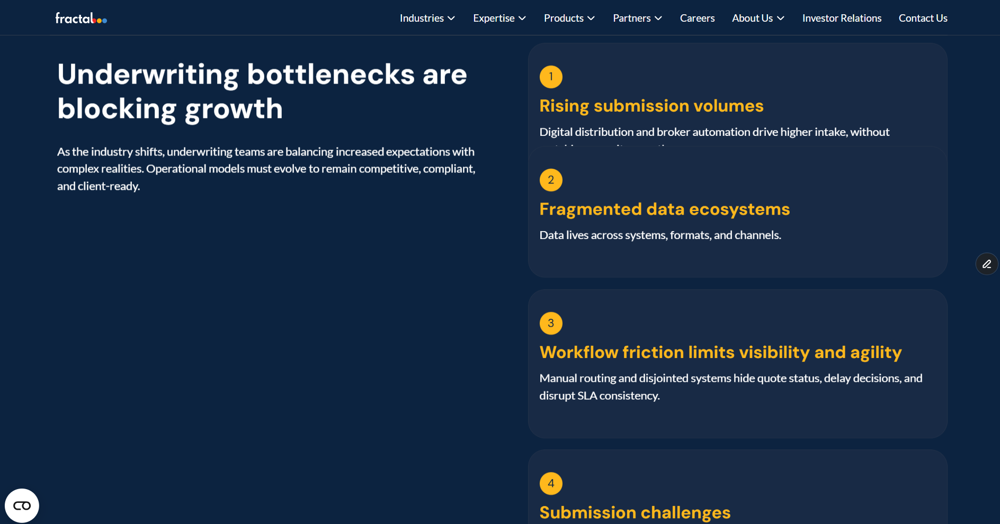 fractal
Industries Expertise Products Partners Careers About Us Investor Relations Contact Us
Underwriting bottlenecks are
blocking growth
As the industry shifts, underwriting teams are balancing increased expectations with
complex realities. Operational models must evolve to remain competitive, compliant,
and client-ready.
1
Rising submission volumes
Digital distribution and broker automation drive higher intake, without
2
Fragmented data ecosystems
Data lives across systems, formats, and channels.
3
Workflow friction limits visibility and agility
Manual routing and disjointed systems hide quote status, delay decisions, and
disrupt SLA consistency.
4
Submission challenges